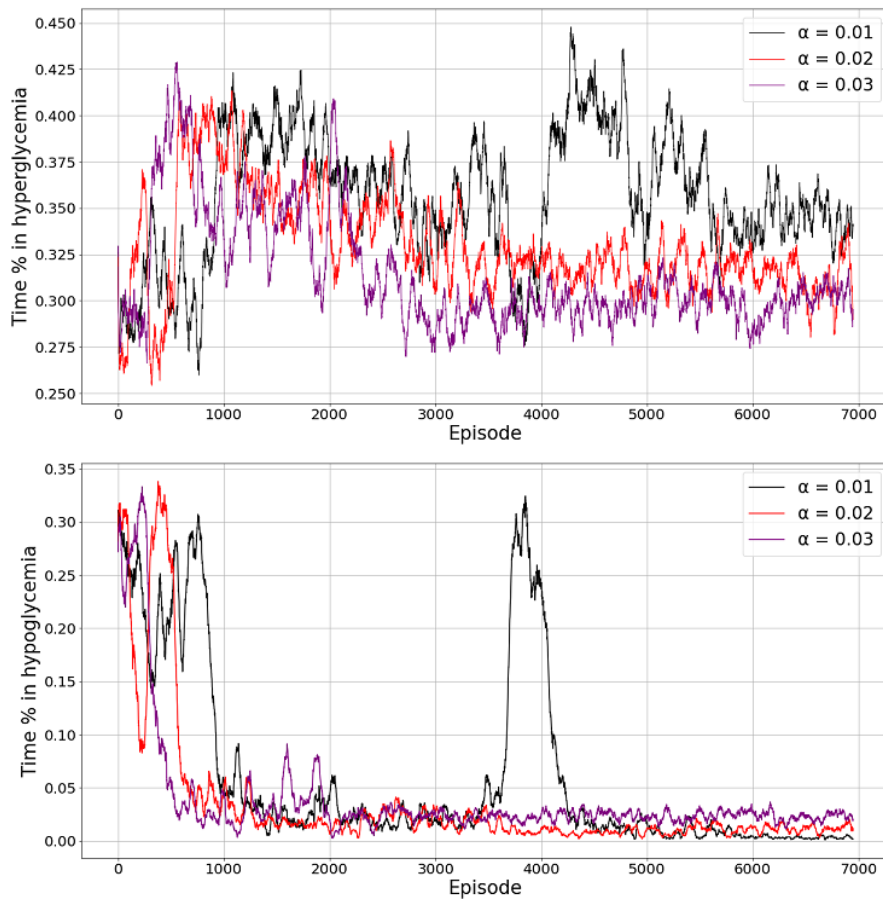 0.450
0.425
0.400
0.375
0.350
0.325
0.300
0.275
0.250
Time % in hyperglycemia
α = 0.01
α = 0.02
α = 0.03
0 1000 2000 3000 4000 5000 6000 7000
Episode
0.35
0.30
0.25
0.20
0.15
0.10
0.05
0.00
Time % in hypoglycemia
α = 0.01
α = 0.02
α = 0.03
0 1000 2000 3000 4000 5000 6000 7000
Episode